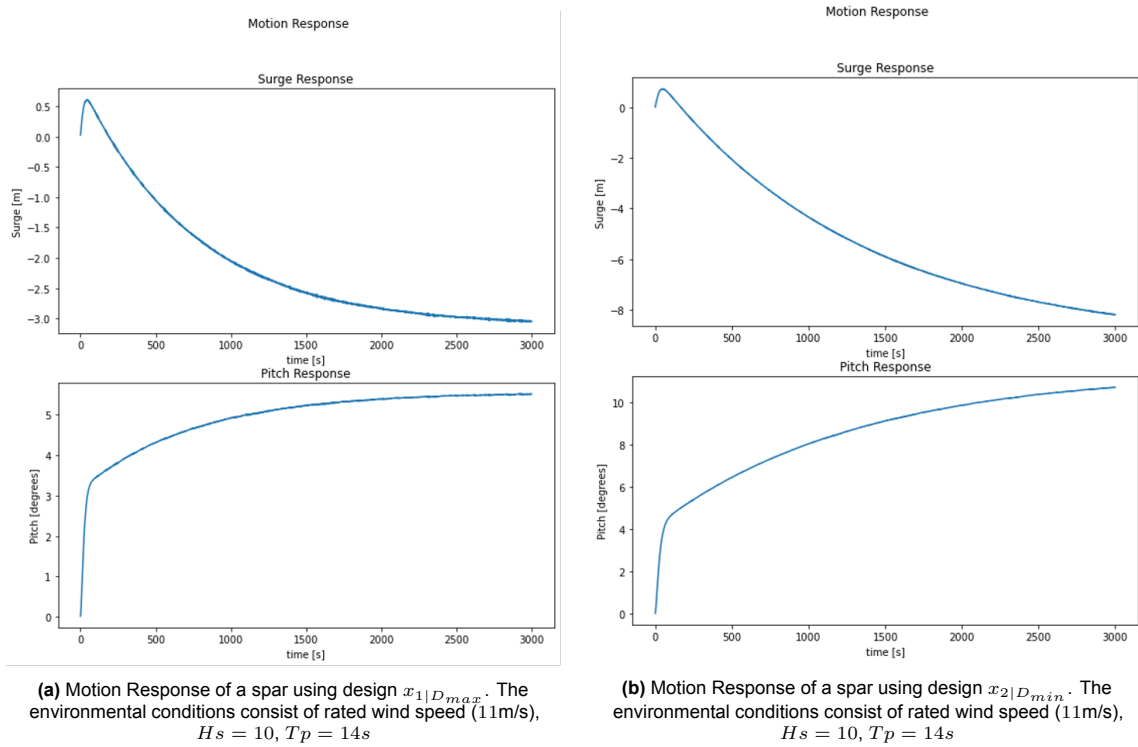 Motion Response
Surge Response
0.5
0.0
−0.5
−1.0
−1.5
−2.0
−2.5
−3.0
Surge [m]
0 500 1000 1500 2000 2500 3000
time [s]
Pitch Response
5
4
3
2
1
0
Pitch [degrees]
0 500 1000 1500 2000 2500 3000
time [s]
(a) Motion Response of a spar using design x1|Dmax. The
environmental conditions consist of rated wind speed (11m/s),
Hs = 10, Tp = 14s
Motion Response
Surge Response
0
−2
−4
−6
−8
Surge [m]
0 500 1000 1500 2000 2500 3000
time [s]
Pitch Response
10
8
6
4
2
0
Pitch [degrees]
0 500 1000 1500 2000 2500 3000
time [s]
(b) Motion Response of a spar using design x2|Dmin. The
environmental conditions consist of rated wind speed (11m/s),
Hs = 10, Tp = 14s